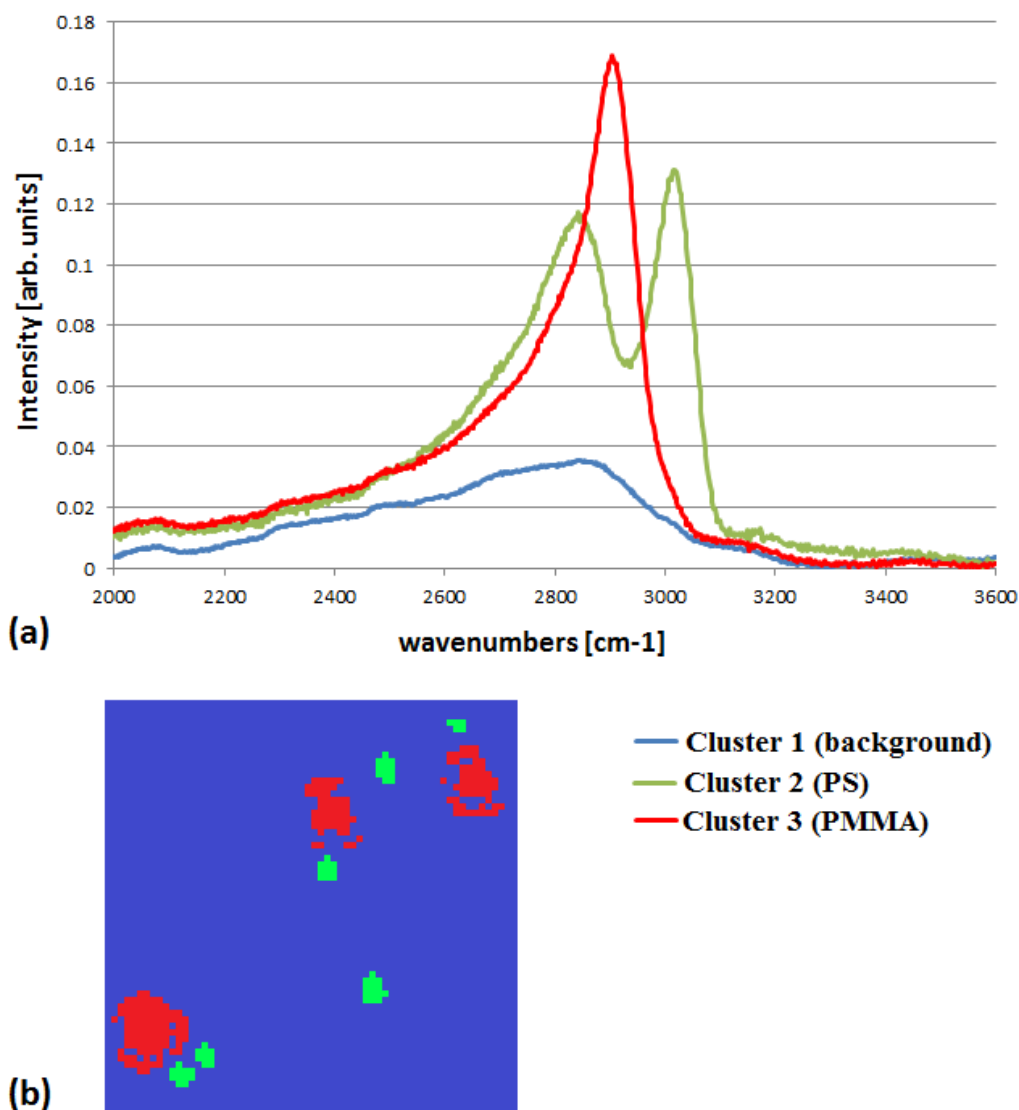 0.18
0.16
0.14
0.12
0.1
0.08
0.06
0.04
0.02
0
Intensity [arb. units]
2000 2200 2400 2600 2800 3000 3200 3400 3600
wavenumbers [cm-1]
(a)
Cluster 1 (background)
Cluster 2 (PS)
Cluster 3 (PMMA)
(b)